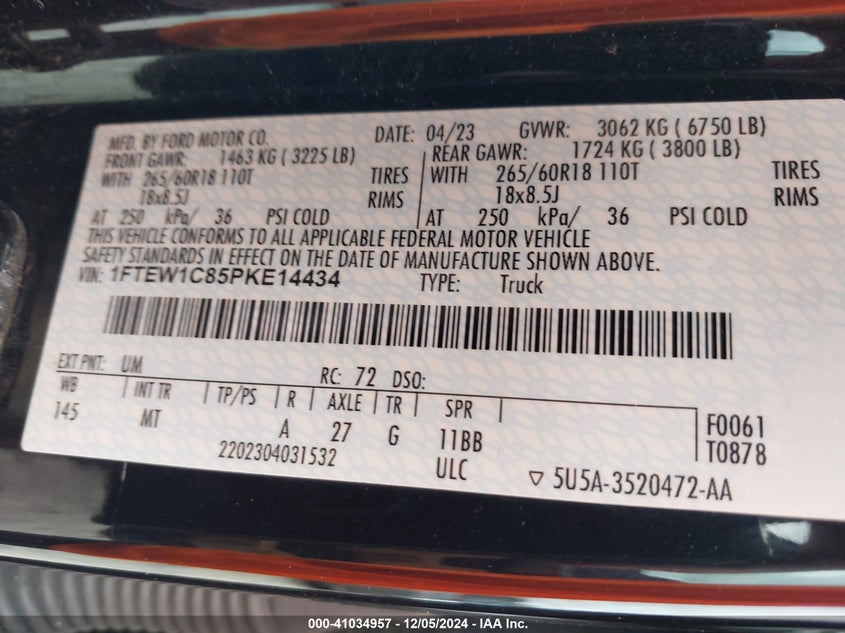 MFD. BY FORD MOTOR CO. DATE: 04/23 GVWR: 3062 KG ( 6750 LB)
FRONT GAWR: 1463 KG ( 3225 LB) REAR GAWR: 1724 KG ( 3800 LB)
WITH 265/60R18 110T TIRES WITH 265/60R18 110T TIRES
18x8.5J RIMS 18x8.5J RIMS
AT 250 kPa/ 36 PSI COLD AT 250 kPa/ 36 PSI COLD
THIS VEHICLE CONFORMS TO ALL APPLICABLE FEDERAL MOTOR VEHICLE
SAFETY STANDARDS IN EFFECT ON THE DATE OF MANUFACTURE SHOWN ABOVE.
VIN: 1FTEW1C85PKE14434 TYPE: Truck
EXT PNT: UM RC: 72 DSO:
WB INT TR TP/PS R AXLE TR SPR
145 MT A 27 G 11BB F0061
2202304031532 ULC T0878
▽ 5U5A-3520472-AA
000-41034957 - 12/05/2024 - IAA Inc.